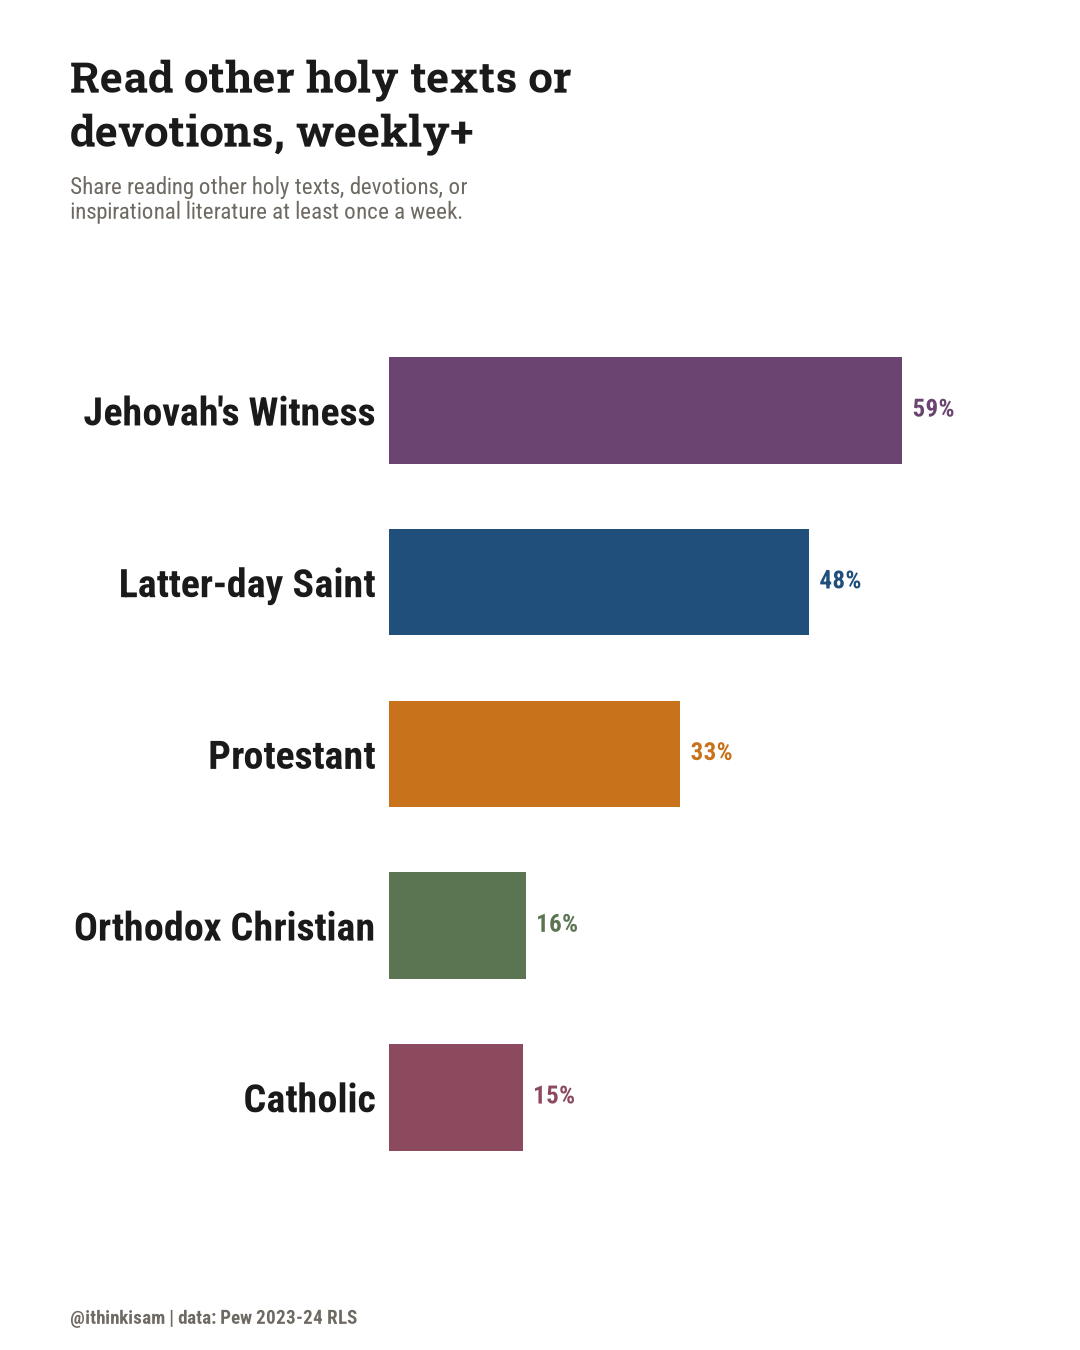 Read other holy texts or
devotions, weekly+
Share reading other holy texts, devotions, or
inspirational literature at least once a week.
Jehovah's Witness 59%
Latter-day Saint 48%
Protestant 33%
Orthodox Christian 16%
Catholic 15%
@ithinkisam | data: Pew 2023-24 RLS